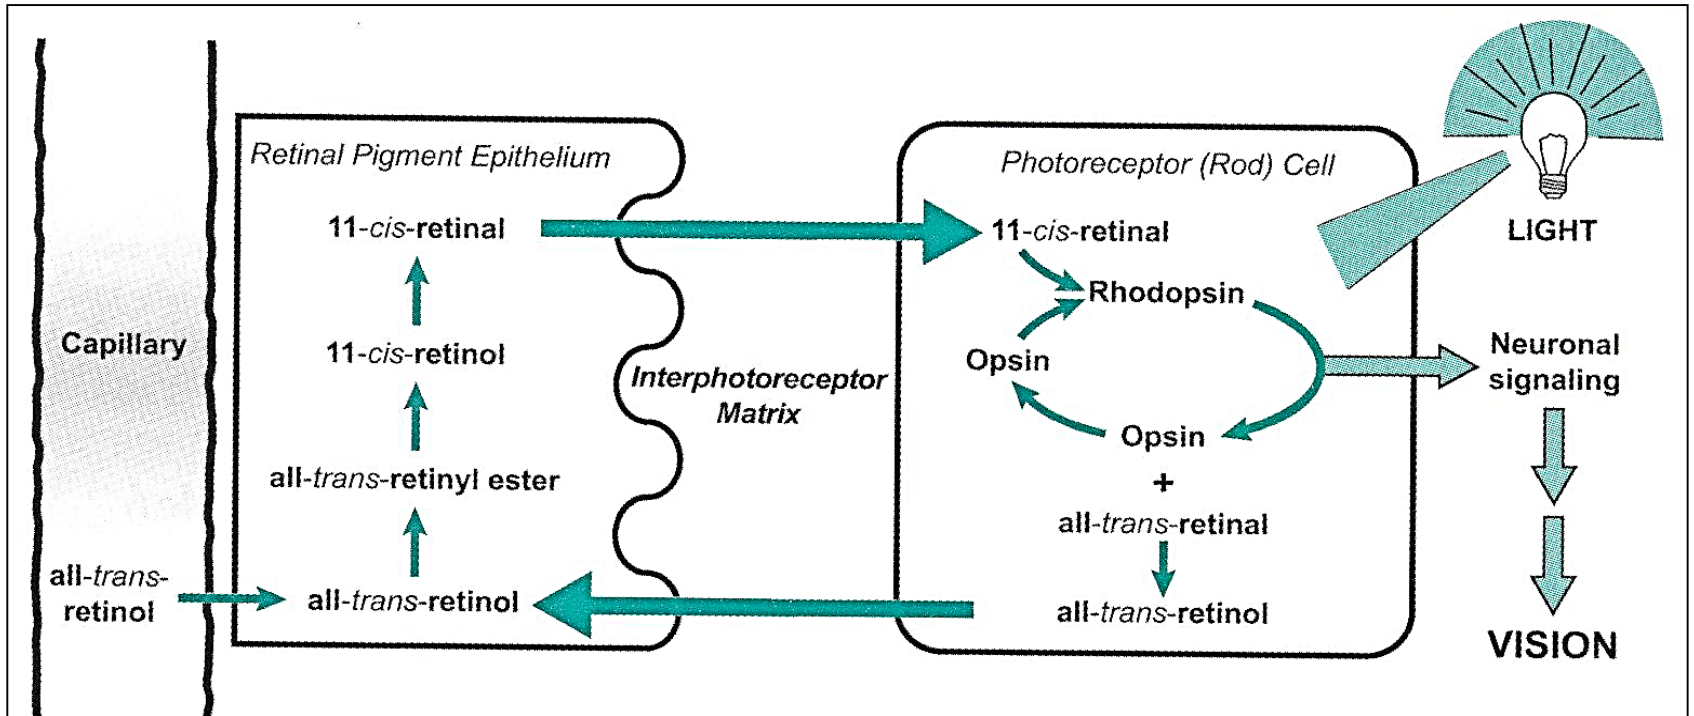 Retinal Pigment Epithelium
11-cis-retinal
11-cis-retinol
all-trans-retinyl ester
all-trans-retinol
Capillary
all-trans-
retinol
Interphotoreceptor
Matrix
Photoreceptor (Rod) Cell
11-cis-retinal
Rhodopsin
Opsin
Opsin
+
all-trans-retinal
all-trans-retinol
LIGHT
Neuronal
signaling
VISION